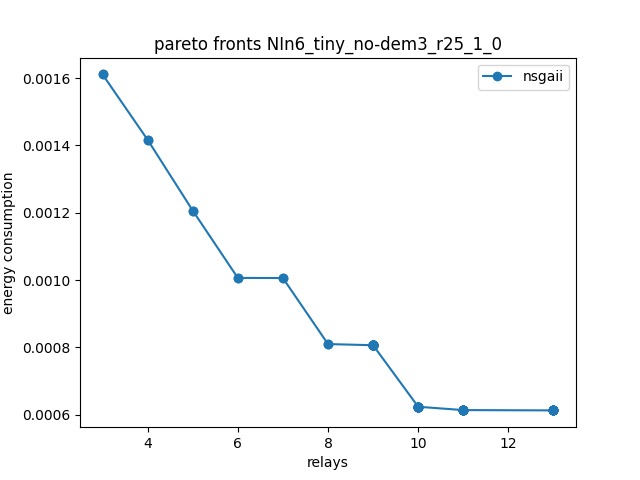 pareto fronts NIn6_tiny_no-dem3_r25_1_0
nsgaii
0.0016
0.0014
0.0012
0.0010
0.0008
0.0006
energy consumption
4 6 8 10 12
relays